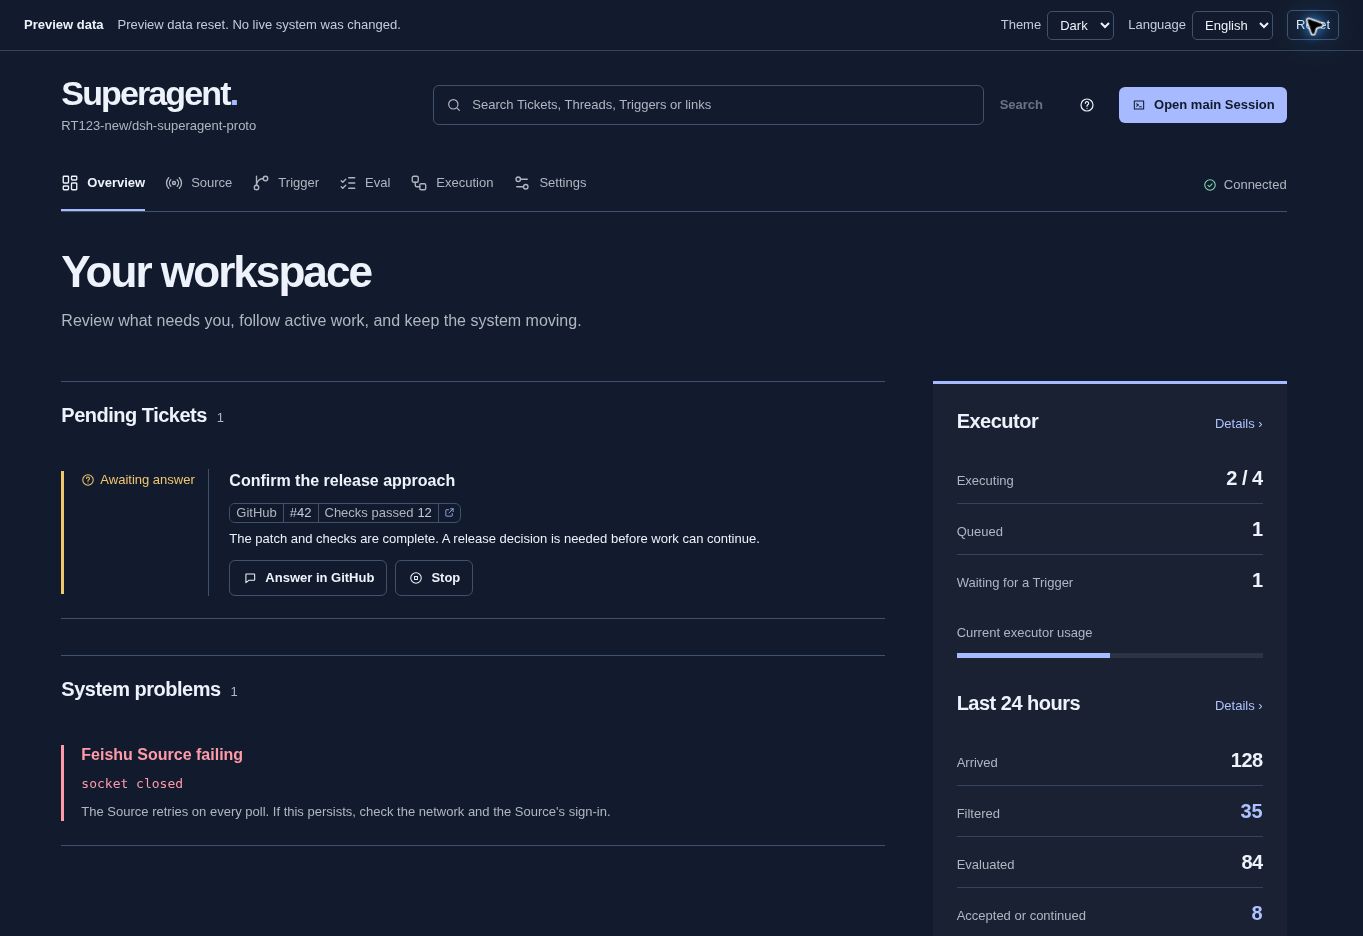 Preview data Preview data reset. No live system was changed. Theme Dark Language English
Superagent.
RT123-new/dsh-superagent-proto
Search Tickets, Threads, Triggers or links Search Open main Session
Overview Source Trigger Eval Execution Settings Connected
Your workspace
Review what needs you, follow active work, and keep the system moving.
Pending Tickets 1
Awaiting answer
Confirm the release approach
GitHub #42 Checks passed 12
The patch and checks are complete. A release decision is needed before work can continue.
Answer in GitHub Stop
System problems 1
Feishu Source failing
socket closed
The Source retries on every poll. If this persists, check the network and the Source's sign-in.
Executor Details ›
Executing 2 / 4
Queued 1
Waiting for a Trigger 1
Current executor usage
Last 24 hours Details ›
Arrived 128
Filtered 35
Evaluated 84
Accepted or continued 8